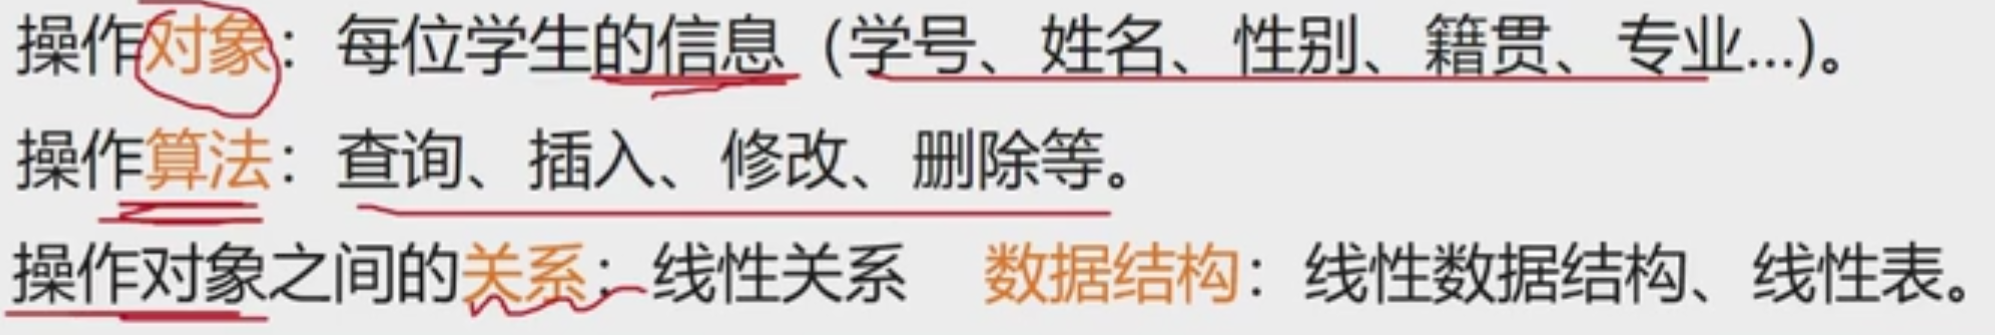 操作对象：每位学生的信息（学号、姓名、性别、籍贯、专业...)。
操作算法：查询、插入、修改、删除等。
操作对象之间的关系：线性关系 数据结构：线性数据结构、线性表。